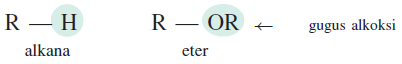 R — H R — OR ← gugus alkoksi
alkana eter